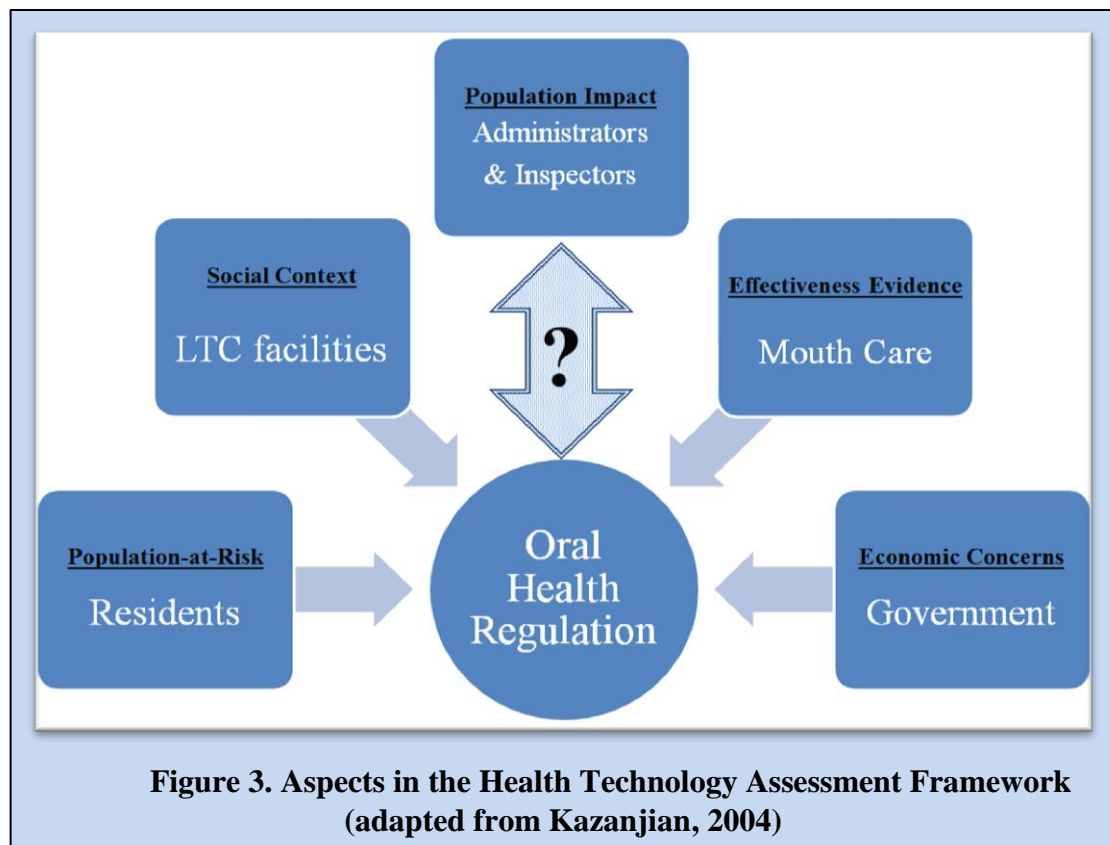 Population Impact
Administrators
& Inspectors
Social Context
LTC facilities
Effectiveness Evidence
Mouth Care
?
Population-at-Risk
Residents
Oral
Health
Regulation
Economic Concerns
Government
Figure 3. Aspects in the Health Technology Assessment Framework
(adapted from Kazanjian, 2004)